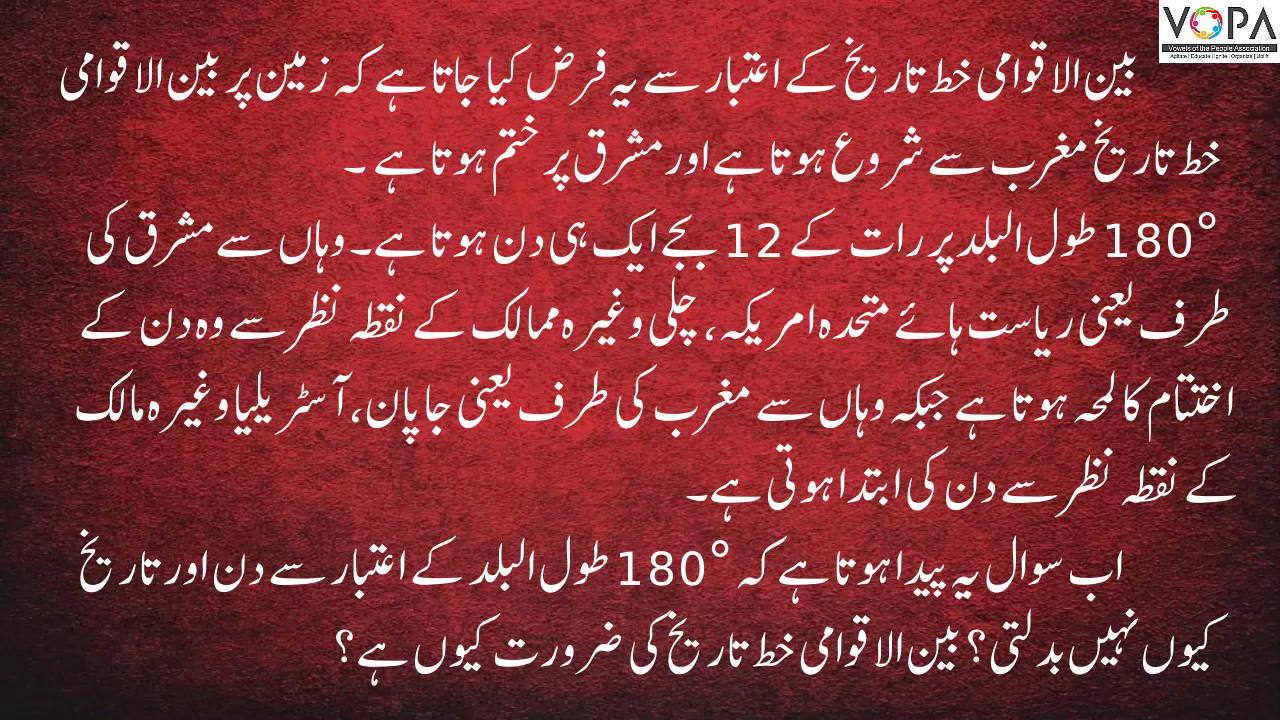 VOPA
Vowels of the People Association
Agitate | Educate | Ignite | Organize | Uplift
بین الاقوامی خط تاریخ کے اعتبار سے یہ فرض کیا جاتا ہے کہ زمین پر بین الاقوامی
خط تاریخ مغرب سے شروع ہوتا ہے اور مشرق پر ختم ہوتا ہے ۔
180° طول البلد پر رات کے 12 بجے ایک ہی دن ہوتا ہے۔ وہاں سے مشرق کی
طرف یعنی ریاست ہائے متحدہ امریکہ ، چلی وغیرہ ممالک کے نقطہ نظر سے وہ دن کے
اختتام کا لمحہ ہوتا ہے جبکہ وہاں سے مغرب کی طرف یعنی جاپان، آسٹریلیا وغیرہ مالک
کے نقطہ نظر سے دن کی ابتدا ہوتی ہے۔
اب سوال یہ پیدا ہوتا ہے کہ 180° طول البلد کے اعتبار سے دن اور تاریخ
کیوں نہیں بدلتی؟ بین الاقوامی خط تاریخ کی ضرورت کیوں ہے؟